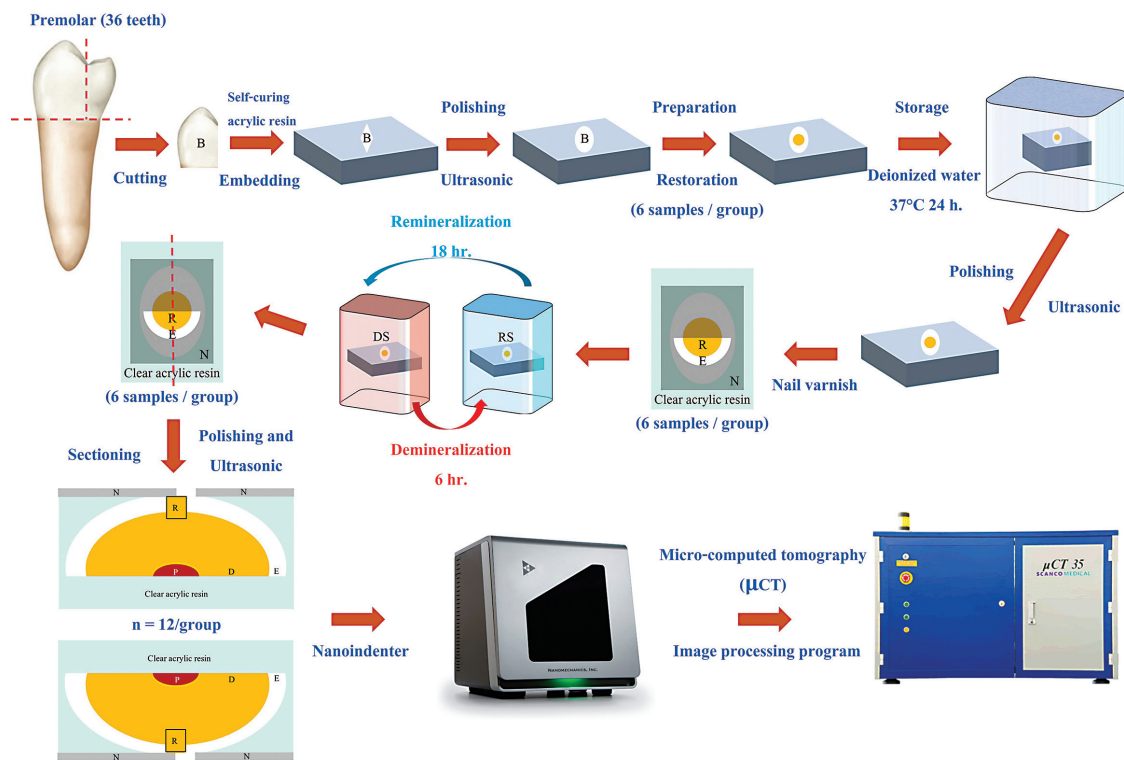 Premolar (36 teeth)
B
Cutting
Self-curing
acrylic resin
Embedding
B
Polishing
Ultrasonic
B
Preparation
Restoration
(6 samples / group)
Storage
Deionized water
37°C 24 h.
Polishing
Ultrasonic
Nail varnish
R
E
N
Clear acrylic resin
(6 samples / group)
Remineralization
18 hr.
DS
RS
Demineralization
6 hr.
R
E
N
Clear acrylic resin
(6 samples / group)
Sectioning
Polishing and
Ultrasonic
N
N
R
P
D
E
Clear acrylic resin
n = 12/group
Clear acrylic resin
P
D
E
R
N
N
Nanoindenter
NANOMECHANICS, INC.
Micro-computed tomography
(µCT)
Image processing program
µCT 35
SCANCO MEDICAL